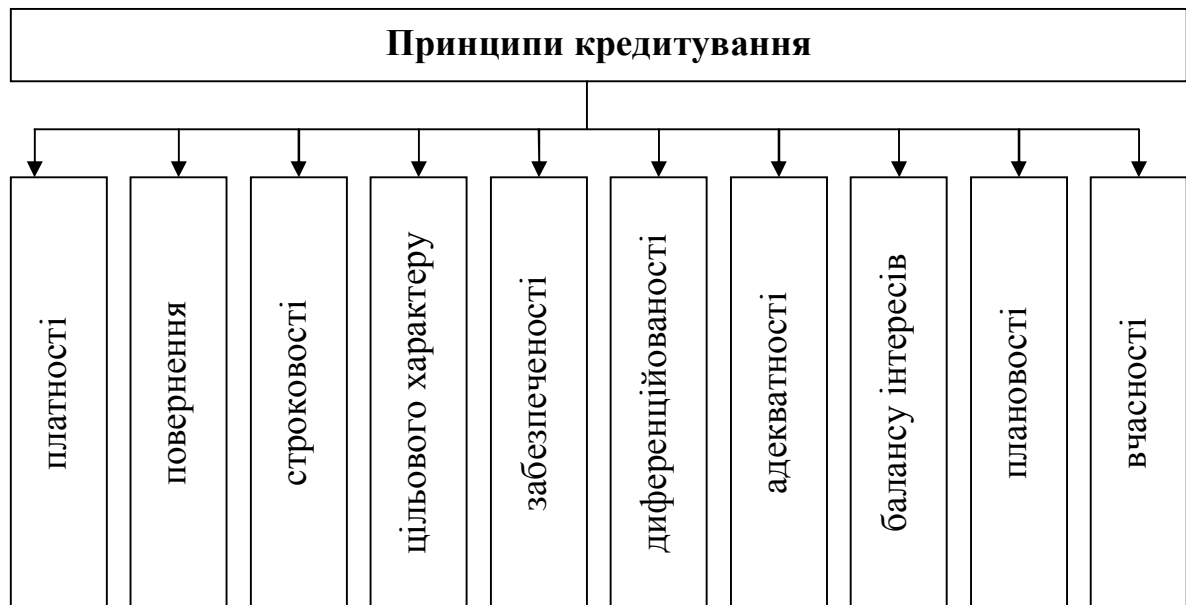 Принципи кредитування
платності
повернення
строковості
цільового характеру
забезпеченості
диференційованості
адекватності
балансу інтересів
плановості
вчасності